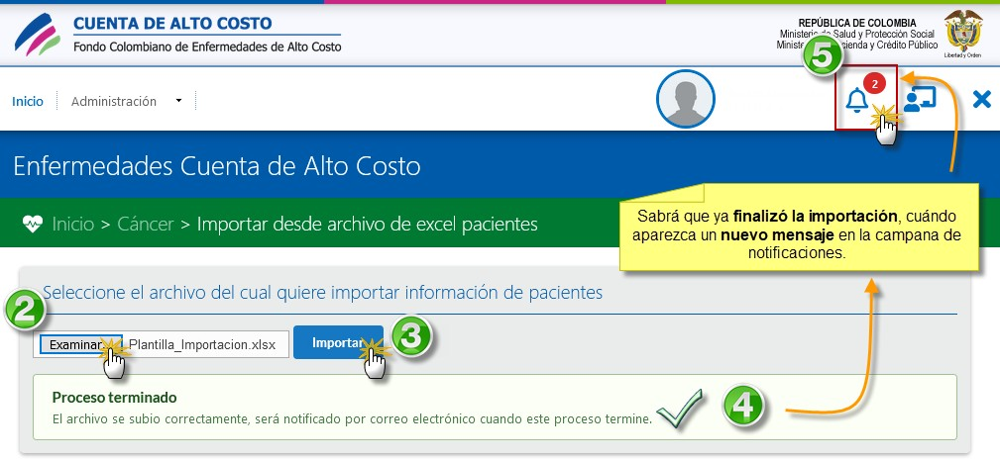 CUENTA DE ALTO COSTO
Fondo Colombiano de Enfermedades de Alto Costo
REPÚBLICA DE COLOMBIA
de Salud y Protección Social
y Crédito Público
Libertad y Orden
5
2
Inicio
Administración
Enfermedades Cuenta de Alto Costo
Inicio > Cáncer > Importar desde archivo de excel pacientes
Sabrá que ya finalizó la importación, cuándo
aparezca un nuevo mensaje en la campana de
notificaciones.
Seleccione el archivo del cual quiere importar información de pacientes
2
Examinar Plantilla_Importacion.xlsx
Importar
3
Proceso terminado
El archivo se subio correctamente, será notificado por correo electrónico cuando este proceso termine.
4